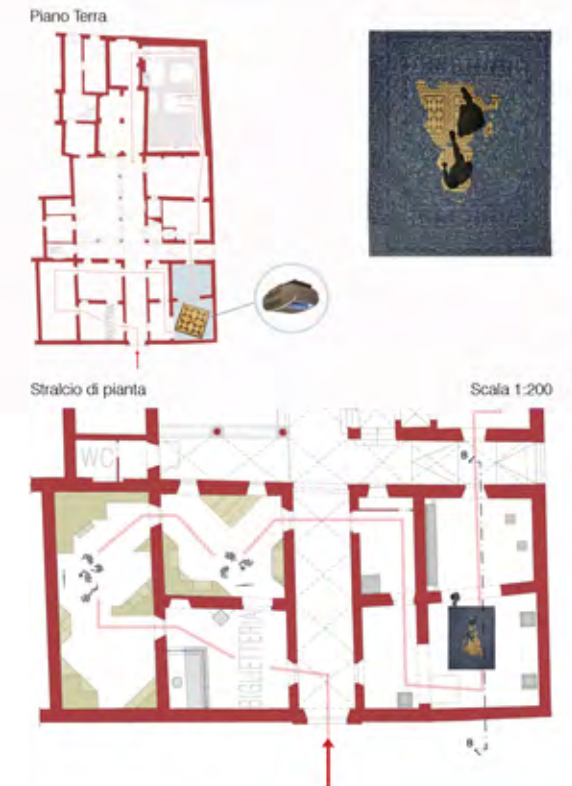 Piano Terra
Stralcio di pianta
Scala 1:200
WC
B
BIGLIETTERIA
B